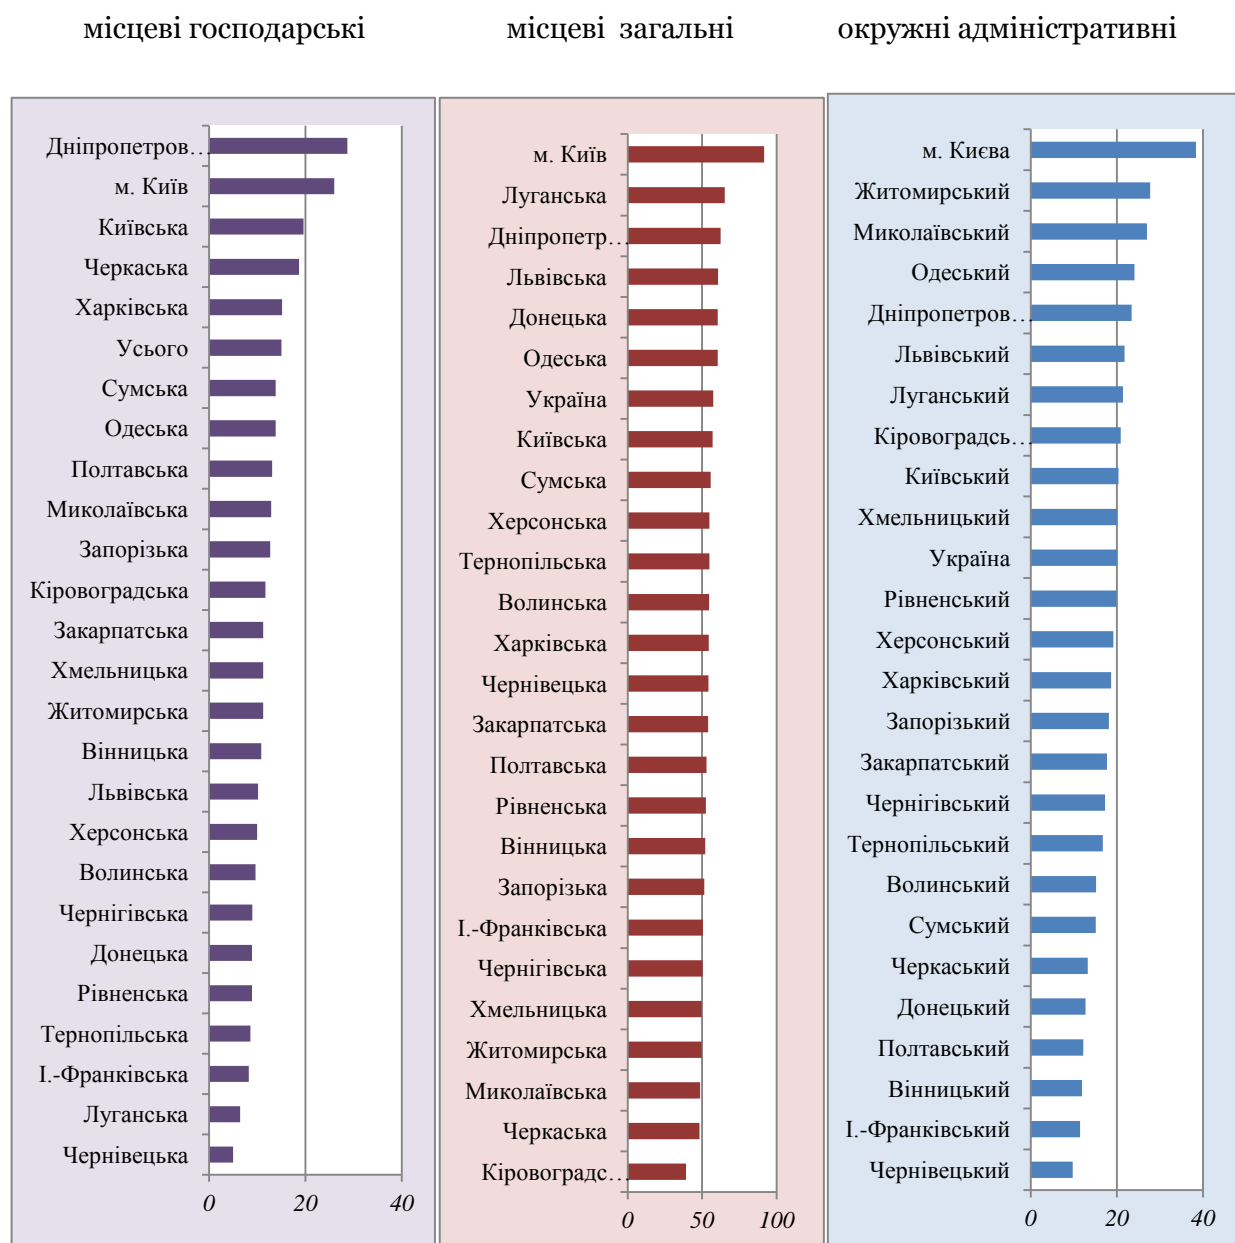 місцеві господарські
місцеві загальні
окружні адміністративні
Дніпропетров…
м. Київ
Київська
Черкаська
Харківська
Усього
Сумська
Одеська
Полтавська
Миколаївська
Запорізька
Кіровоградська
Закарпатська
Хмельницька
Житомирська
Вінницька
Львівська
Херсонська
Волинська
Чернігівська
Донецька
Рівненська
Тернопільська
І.-Франківська
Луганська
Чернівецька
0 20 40
м. Київ
Луганська
Дніпропетр…
Львівська
Донецька
Одеська
Україна
Київська
Сумська
Херсонська
Тернопільська
Волинська
Харківська
Чернівецька
Закарпатська
Полтавська
Рівненська
Вінницька
Запорізька
І.-Франківська
Чернігівська
Хмельницька
Житомирська
Миколаївська
Черкаська
Кіровоградс…
0 50 100
м. Києва
Житомирський
Миколаївський
Одеський
Дніпропетров…
Львівський
Луганський
Кіровоградсь…
Київський
Хмельницький
Україна
Рівненський
Херсонський
Харківський
Запорізький
Закарпатський
Чернігівський
Тернопільський
Волинський
Сумський
Черкаський
Донецький
Полтавський
Вінницький
І.-Франківський
Чернівецький
0 20 40